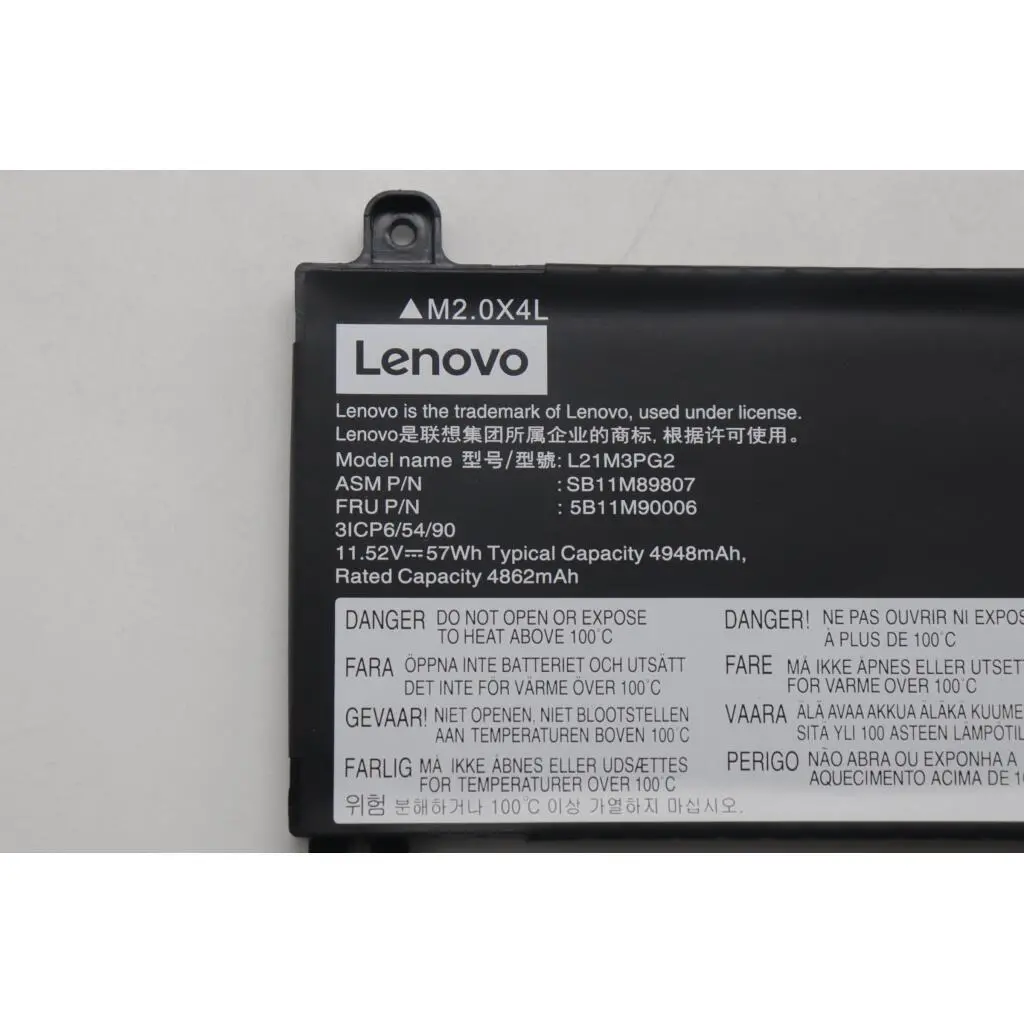 ▲M2.0X4L
Lenovo
Lenovo is the trademark of Lenovo, used under license.
Lenovo是联想集团所属企业的商标, 根据许可使用。
Model name 型号/型號: L21M3PG2
ASM P/N : SB11M89807
FRU P/N : 5B11M90006
3ICP6/54/90
11.52V⎓57Wh Typical Capacity 4948mAh,
Rated Capacity 4862mAh
DANGER DO NOT OPEN OR EXPOSE
TO HEAT ABOVE 100°C
FARA ÖPPNA INTE BATTERIET OCH UTSÄTT
DET INTE FÖR VÄRME ÖVER 100°C
GEVAAR! NIET OPENEN. NIET BLOOTSTELLEN
AAN TEMPERATUREN BOVEN 100°C
FARLIG MÅ IKKE ÅBNES ELLER UDSÆTTES
FOR TEMPERATURER OVER 100°C
위험 분해하거나 100°C 이상 가열하지 마십시오.
DANGER! NE PAS OUVRIR NI EXPOS
À PLUS DE 100°C
FARE MÅ IKKE ÅPNES ELLER UTSETT
FOR VARME OVER 100°C
VAARA ÄLÄ AVAA AKKUA ÄLÄKÄ KUUME
SITÄ YLI 100 ASTEEN LÄMPÖTIL
PERIGO NÃO ABRA OU EXPONHA A
AQUECIMENTO ACIMA DE